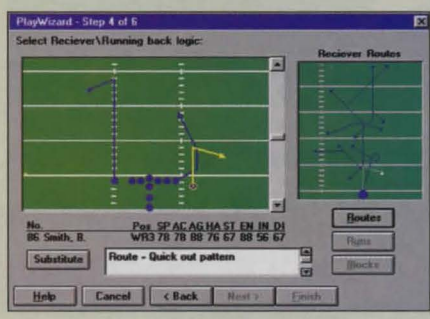 PlayWizard - Step 4 of 6
Select Reciever\Running back logic:
Reciever Routes
No. Pos SP AC AG HA ST EN IN DI
86 Smith, B. WR3 78 78 88 76 67 88 56 67
Substitute
Route - Quick out pattern
Routes
Runs
Blocks
Help
Cancel
< Back
Next >
Finish